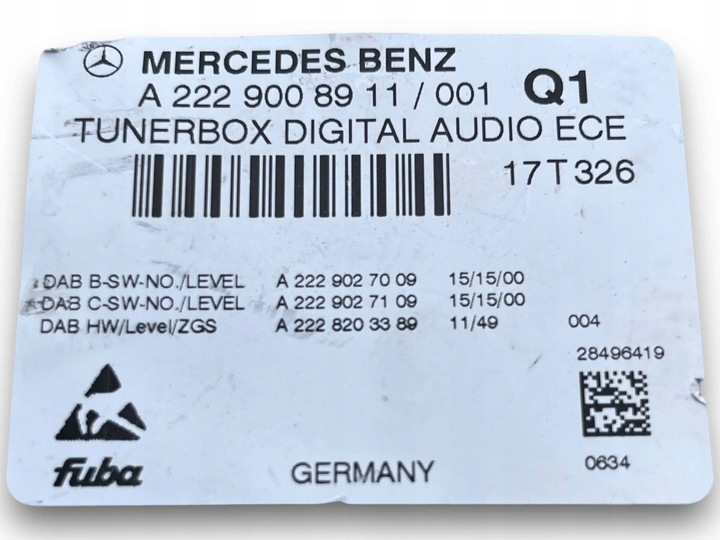 MERCEDES BENZ
A 222 900 89 11 / 001 Q1
TUNERBOX DIGITAL AUDIO ECE
17T326
DAB B-SW-NO./LEVEL A 222 902 70 09 15/15/00
DAB C-SW-NO./LEVEL A 222 902 71 09 15/15/00
DAB HW/Level/ZGS A 222 820 33 89 11/49 004
28496419
fuba GERMANY 0634